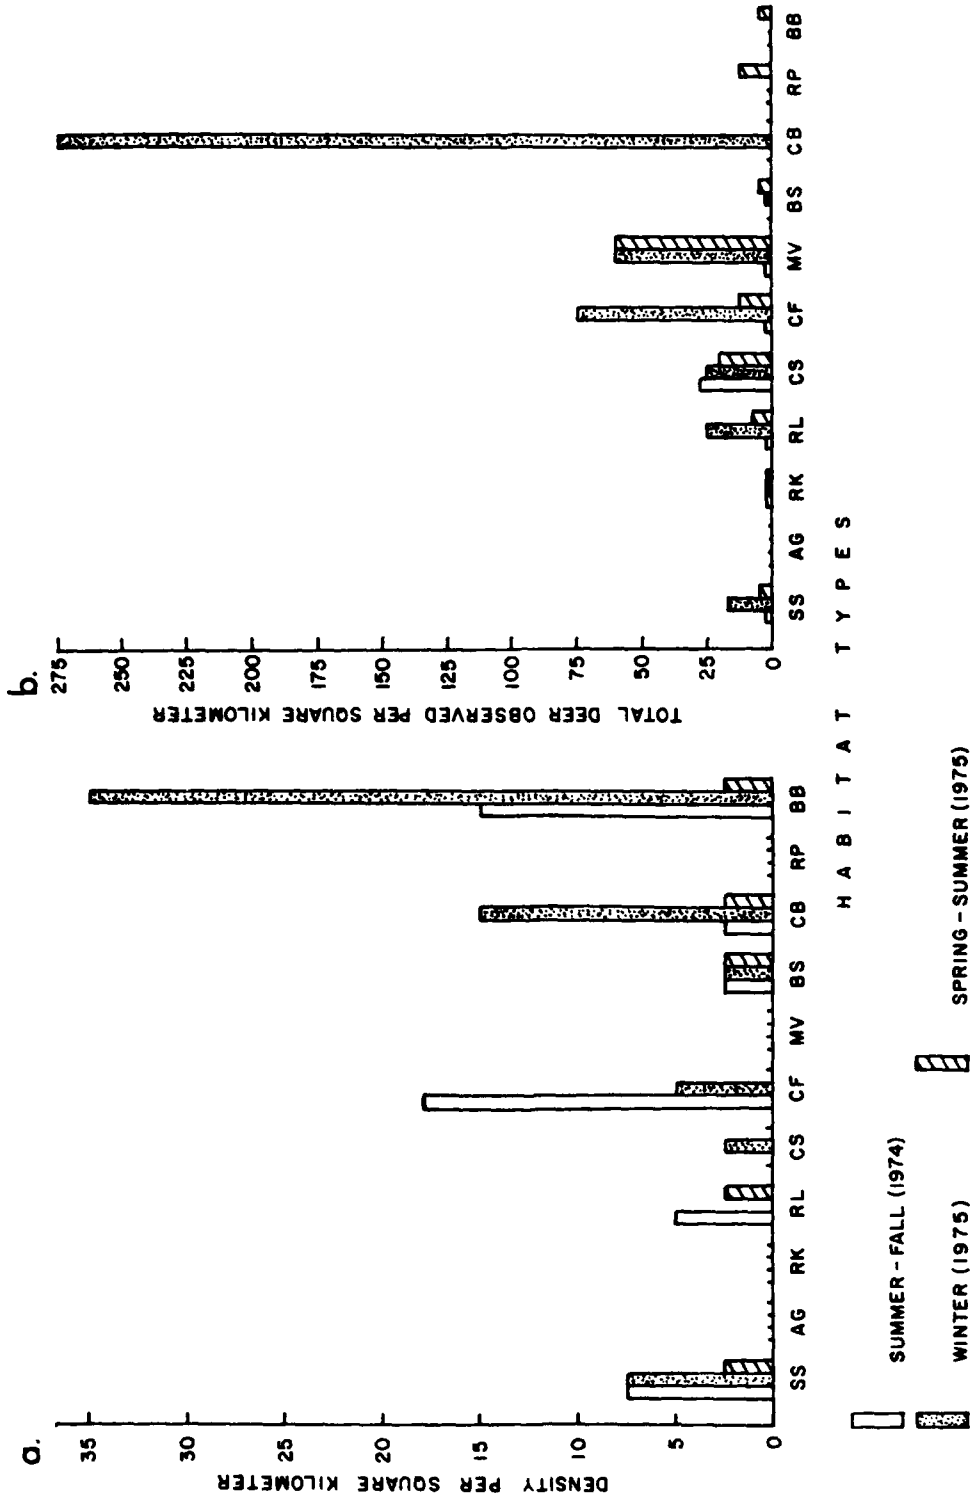 a.
DENSITY PER SQUARE KILOMETER
35
30
25
20
15
10
5
0
SS AG RK RL CS CF MV BS CB RP BB
b.
TOTAL DEER OBSERVED PER SQUARE KILOMETER
275
250
225
200
175
150
125
100
75
50
25
0
SS AG RK RL CS CF MV BS CB RP BB
HABITAT TYPES
SUMMER-FALL (1974)
WINTER (1975)
SPRING-SUMMER (1975)